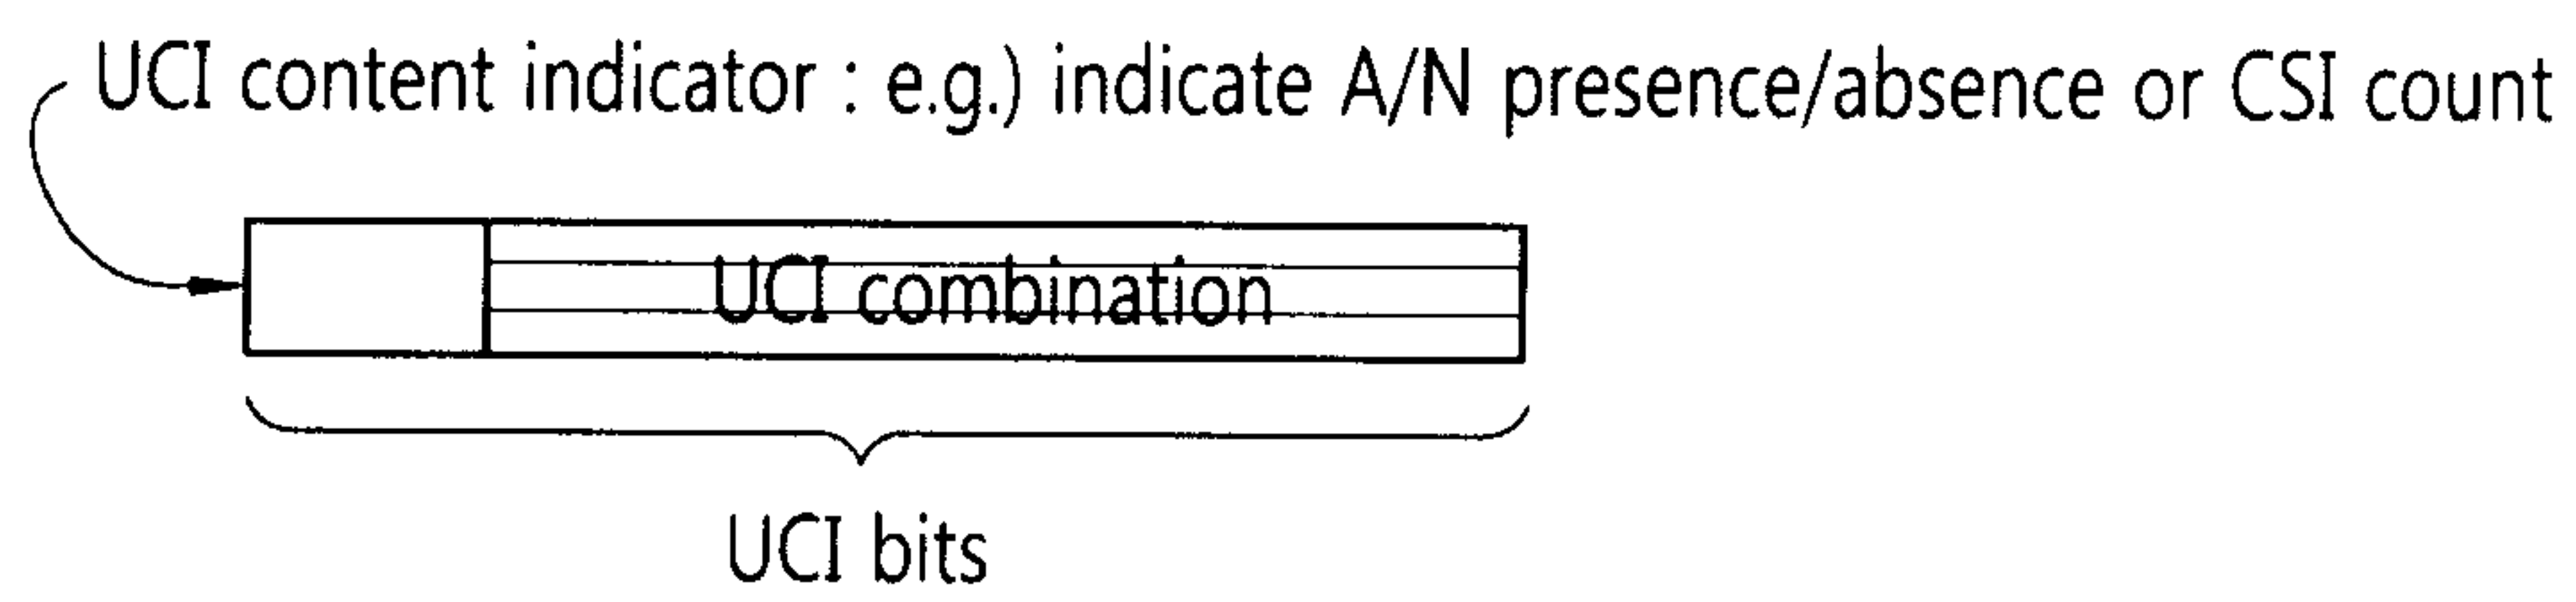 UCI content indicator : e.g.) indicate A/N presence/absence or CSI count
UCI combination
UCI bits